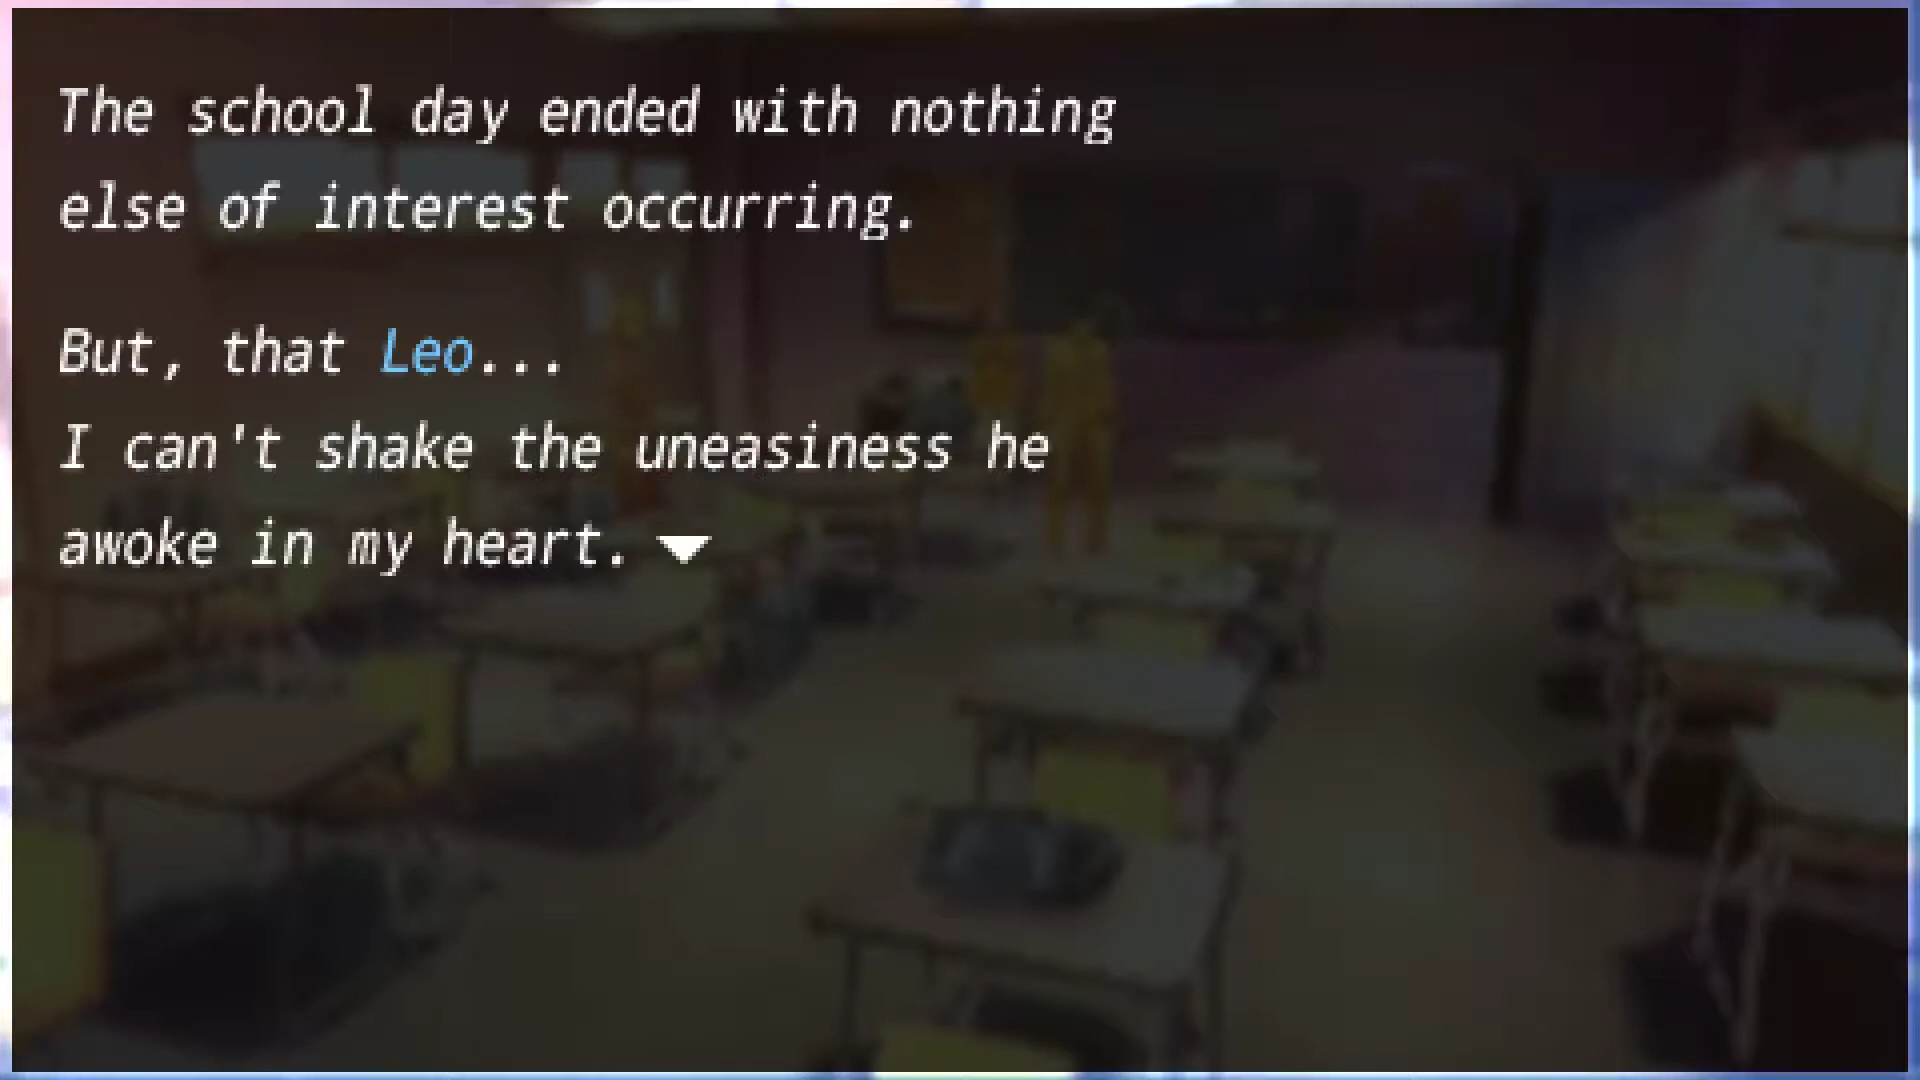 The school day ended with nothing
else of interest occurring.
But, that Leo...
I can't shake the uneasiness he
awoke in my heart.